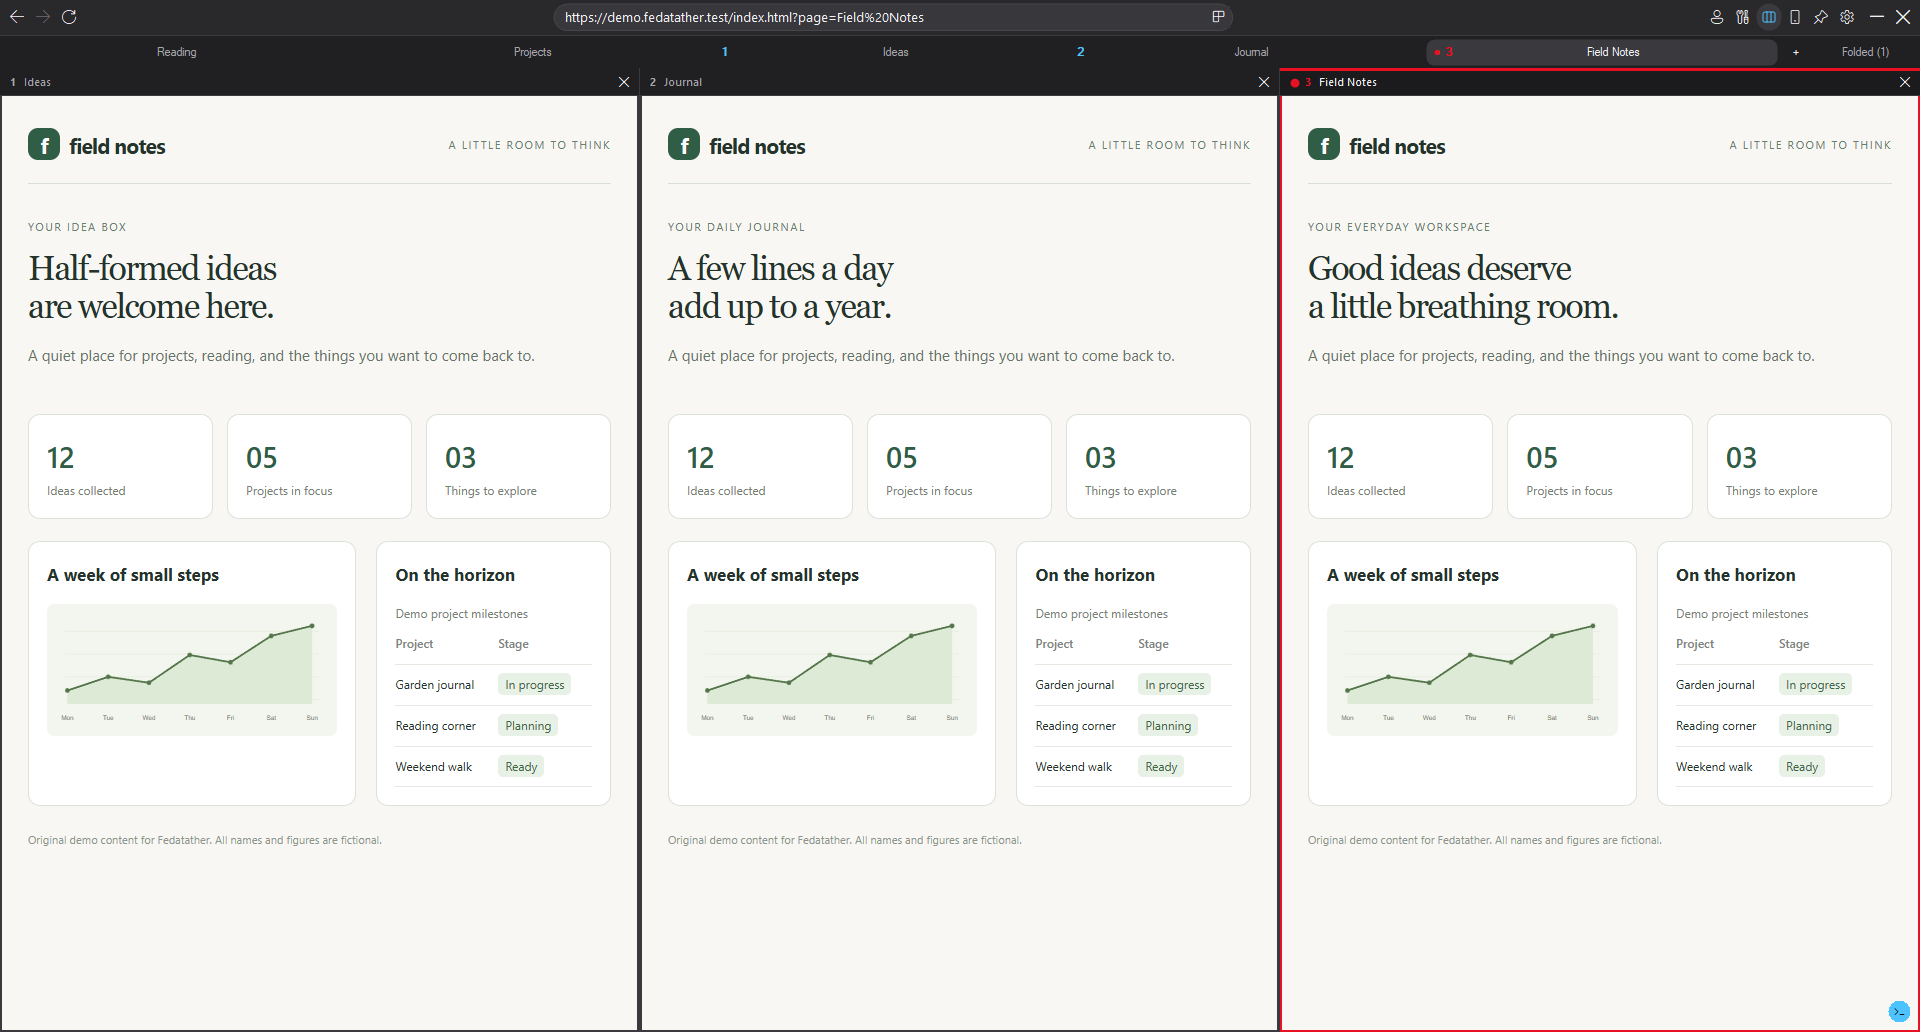 https://demo.fedatather.test/index.html?page=Field%20Notes
Reading
Projects
1 Ideas
2 Journal
3 Field Notes
+
Folded (1)
1 Ideas
f field notes
A LITTLE ROOM TO THINK
YOUR IDEA BOX
Half-formed ideas
are welcome here.
A quiet place for projects, reading, and the things you want to come back to.
12
Ideas collected
05
Projects in focus
03
Things to explore
A week of small steps
Mon Tue Wed Thu Fri Sat Sun
On the horizon
Demo project milestones
Project Stage
Garden journal In progress
Reading corner Planning
Weekend walk Ready
Original demo content for Fedatather. All names and figures are fictional.
2 Journal
f field notes
A LITTLE ROOM TO THINK
YOUR DAILY JOURNAL
A few lines a day
add up to a year.
A quiet place for projects, reading, and the things you want to come back to.
12
Ideas collected
05
Projects in focus
03
Things to explore
A week of small steps
Mon Tue Wed Thu Fri Sat Sun
On the horizon
Demo project milestones
Project Stage
Garden journal In progress
Reading corner Planning
Weekend walk Ready
Original demo content for Fedatather. All names and figures are fictional.
3 Field Notes
f field notes
A LITTLE ROOM TO THINK
YOUR EVERYDAY WORKSPACE
Good ideas deserve
a little breathing room.
A quiet place for projects, reading, and the things you want to come back to.
12
Ideas collected
05
Projects in focus
03
Things to explore
A week of small steps
Mon Tue Wed Thu Fri Sat Sun
On the horizon
Demo project milestones
Project Stage
Garden journal In progress
Reading corner Planning
Weekend walk Ready
Original demo content for Fedatather. All names and figures are fictional.